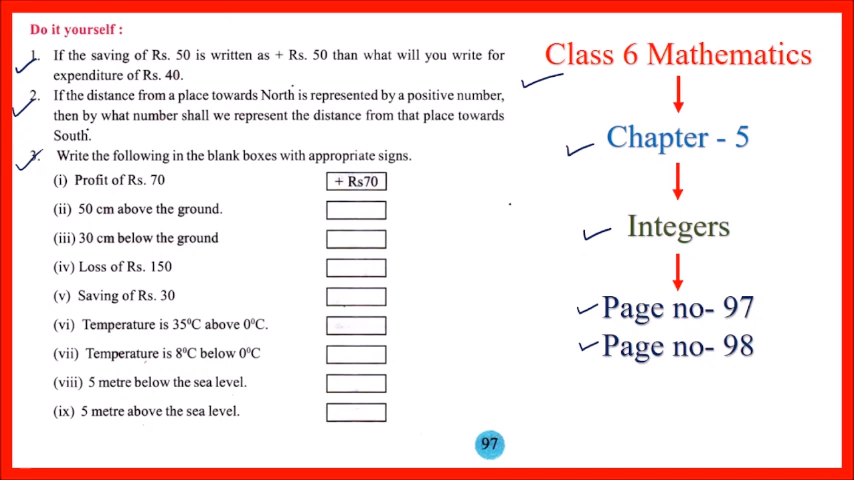 Do it yourself :
1. If the saving of Rs. 50 is written as + Rs. 50 than what will you write for
expenditure of Rs. 40.
2. If the distance from a place towards North is represented by a positive number,
then by what number shall we represent the distance from that place towards
South.
3. Write the following in the blank boxes with appropriate signs.
(i) Profit of Rs. 70
+ Rs70
(ii) 50 cm above the ground.
(iii) 30 cm below the ground
(iv) Loss of Rs. 150
(v) Saving of Rs. 30
(vi) Temperature is 35⁰C above 0⁰C.
(vii) Temperature is 8⁰C below 0⁰C
(viii) 5 metre below the sea level.
(ix) 5 metre above the sea level.
97
Class 6 Mathematics
Chapter - 5
Integers
Page no- 97
Page no- 98